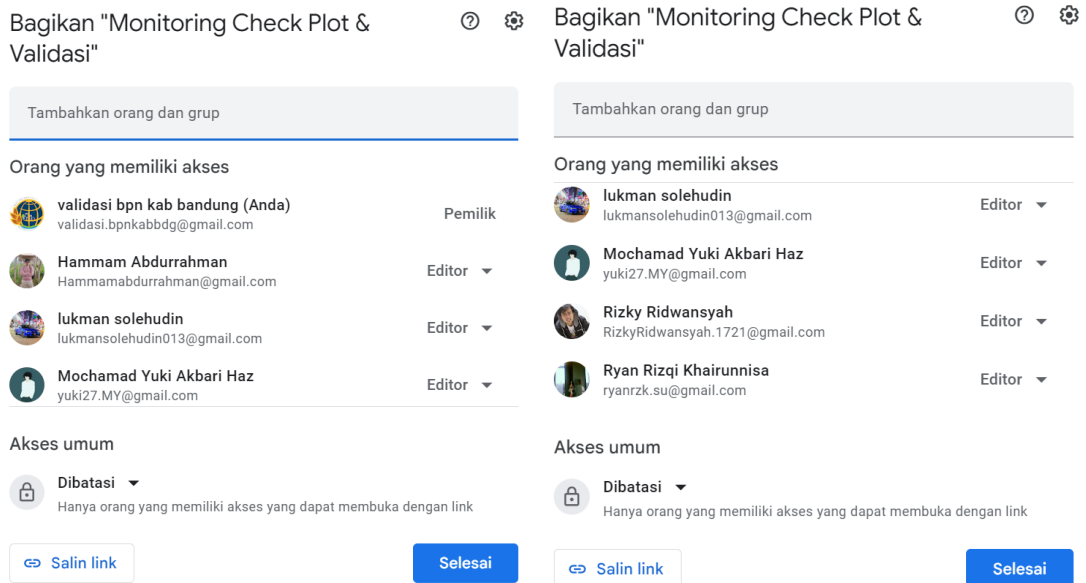 Bagikan "Monitoring Check Plot &
Validasi"
Tambahkan orang dan grup
Orang yang memiliki akses
validasi bpn kab bandung (Anda)
validasi.bpnkabbdg@gmail.com
Pemilik
Hammam Abdurrahman
Hammamabdurrahman@gmail.com
Editor
lukman solehudin
lukmansolehudin013@gmail.com
Editor
Mochamad Yuki Akbari Haz
yuki27.MY@gmail.com
Editor
Akses umum
Dibatasi
Hanya orang yang memiliki akses yang dapat membuka dengan link
Salin link
Selesai
Bagikan "Monitoring Check Plot &
Validasi"
Tambahkan orang dan grup
Orang yang memiliki akses
lukman solehudin
lukmansolehudin013@gmail.com
Editor
Mochamad Yuki Akbari Haz
yuki27.MY@gmail.com
Editor
Rizky Ridwansyah
RizkyRidwansyah.1721@gmail.com
Editor
Ryan Rizqi Khairunnisa
ryanrzk.su@gmail.com
Editor
Akses umum
Dibatasi
Hanya orang yang memiliki akses yang dapat membuka dengan link
Salin link
Selesai